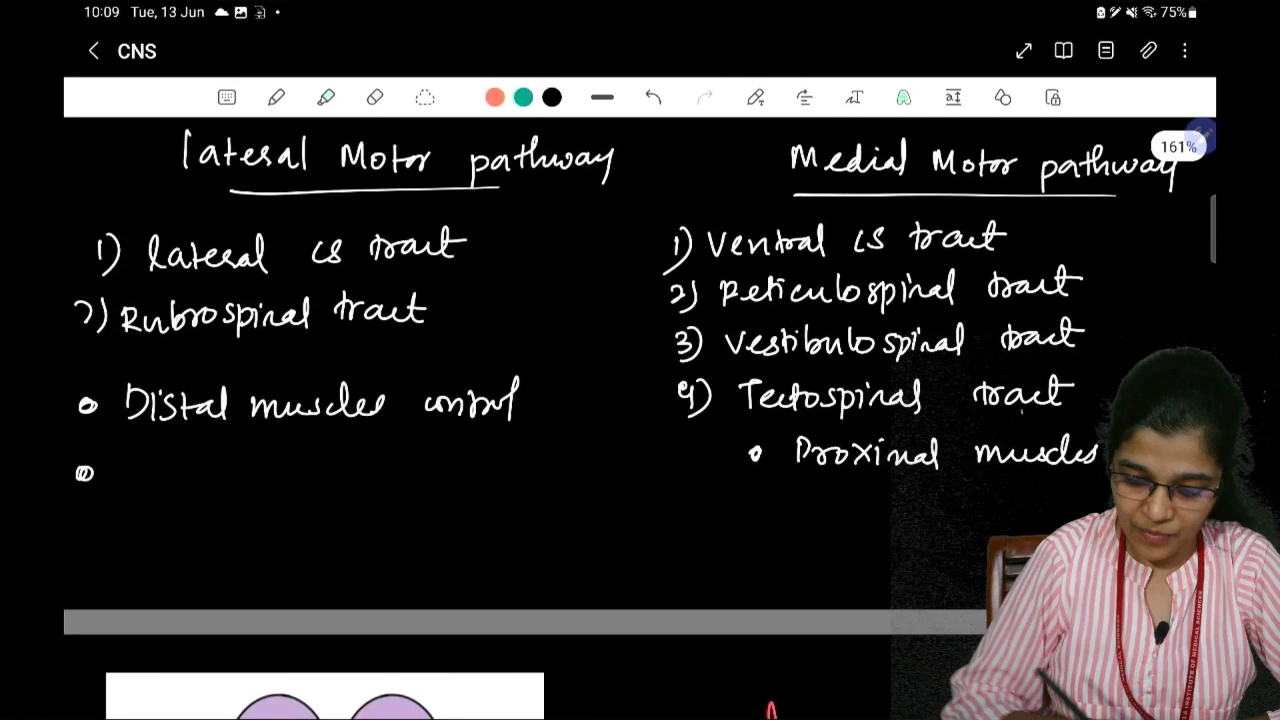 10:09 Tue, 13 Jun
75%
CNS
161%
Lateral Motor pathway
1) Lateral CS tract
2) Rubrospinal tract
• Distal muscles control
Medial Motor pathway
1) Ventral CS tract
2) Reticulospinal tract
3) Vestibulospinal tract
4) Tectospinal tract
• Proximal muscles